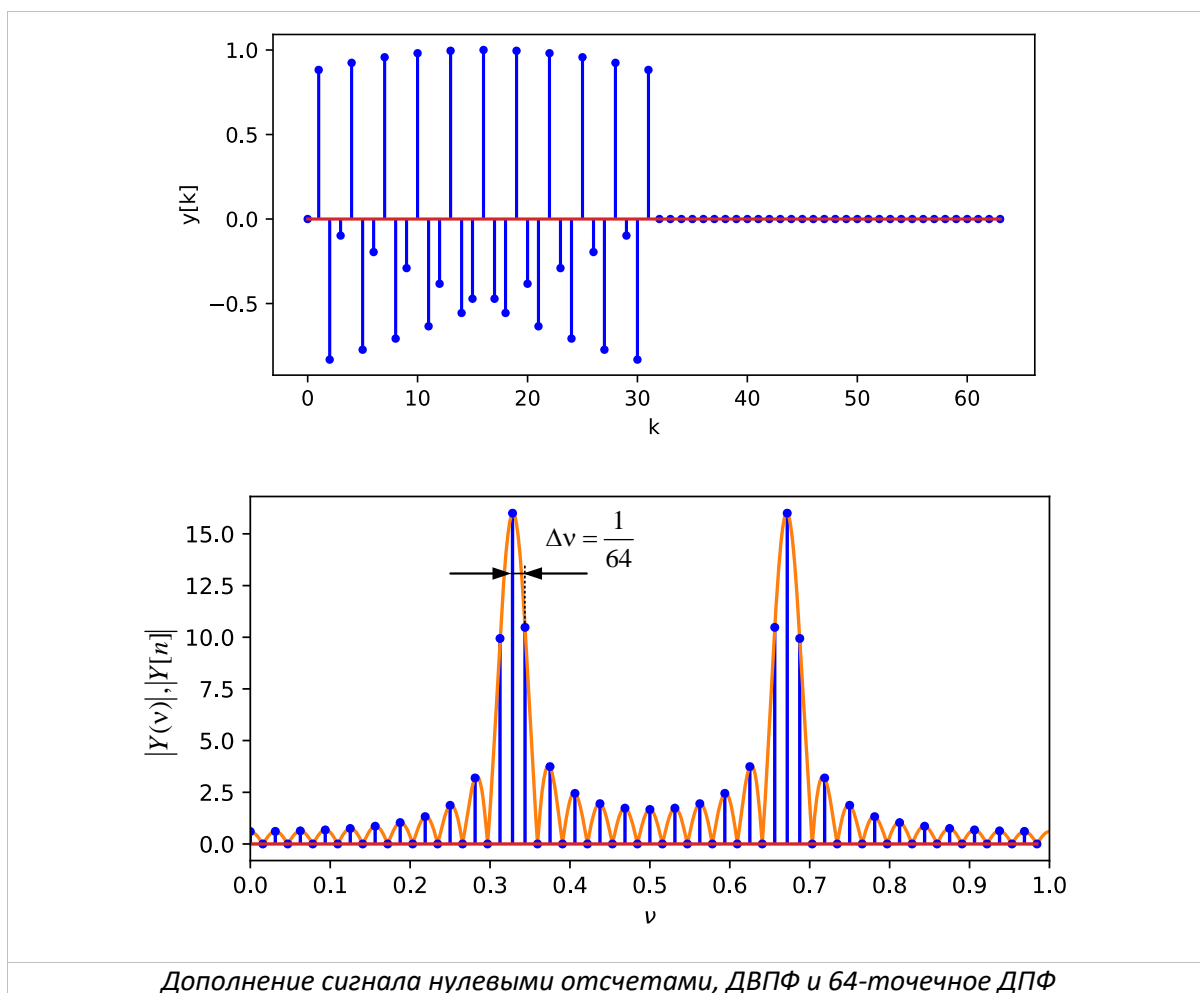 1.0
0.5
0.0
−0.5
y[k]
0 10 20 30 40 50 60
k
15.0
12.5
10.0
7.5
5.0
2.5
0.0
|Y(ν)|,|Y[n]|
Δν = 1/64
0.0 0.1 0.2 0.3 0.4 0.5 0.6 0.7 0.8 0.9 1.0
ν
Дополнение сигнала нулевыми отсчетами, ДВПФ и 64-точечное ДПФ